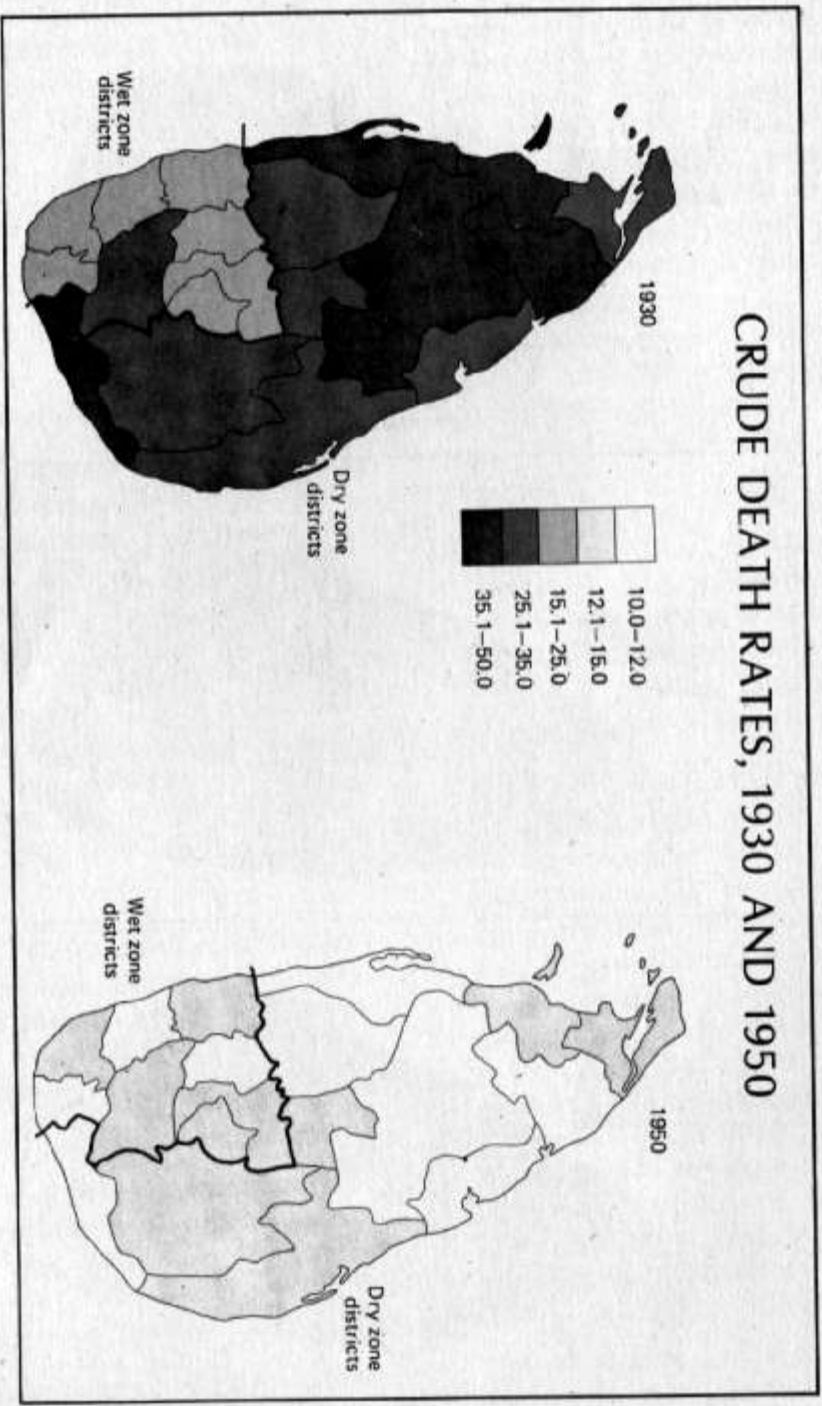 CRUDE DEATH RATES, 1930 AND 1950
1930
10.0–12.0
12.1–15.0
15.1–25.0
25.1–35.0
35.1–50.0
Dry zone
districts
Wet zone
districts
1950
Dry zone
districts
Wet zone
districts